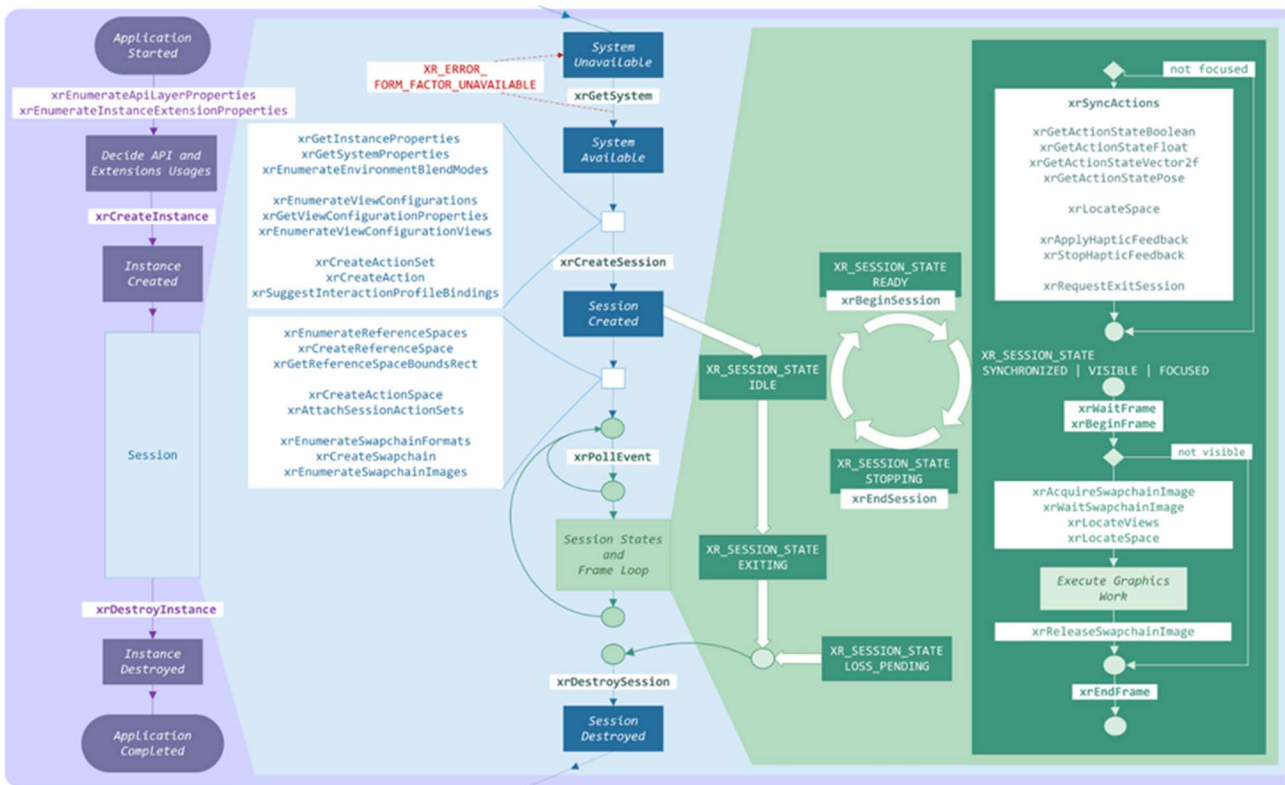 Application
Started
xrEnumerateApiLayerProperties
xrEnumerateInstanceExtensionProperties
Decide API and
Extensions Usages
xrCreateInstance
Instance
Created
Session
xrDestroyInstance
Instance
Destroyed
Application
Completed
System
Unavailable
XR_ERROR_
FORM_FACTOR_UNAVAILABLE
xrGetSystem
System
Available
xrGetInstanceProperties
xrGetSystemProperties
xrEnumerateEnvironmentBlendModes
xrEnumerateViewConfigurations
xrGetViewConfigurationProperties
xrEnumerateViewConfigurationViews
xrCreateActionSet
xrCreateAction
xrSuggestInteractionProfileBindings
xrCreateSession
Session
Created
xrEnumerateReferenceSpaces
xrCreateReferenceSpace
xrGetReferenceSpaceBoundsRect
xrCreateActionSpace
xrAttachSessionActionSets
xrEnumerateSwapchainFormats
xrCreateSwapchain
xrEnumerateSwapchainImages
xrPollEvent
Session States
and
Frame Loop
xrDestroySession
Session
Destroyed
XR_SESSION_STATE
IDLE
XR_SESSION_STATE
EXITING
XR_SESSION_STATE
LOSS_PENDING
XR_SESSION_STATE
READY
xrBeginSession
XR_SESSION_STATE
STOPPING
xrEndSession
not focused
xrSyncActions
xrGetActionStateBoolean
xrGetActionStateFloat
xrGetActionStateVector2f
xrGetActionStatePose
xrLocateSpace
xrApplyHapticFeedback
xrStopHapticFeedback
xrRequestExitSession
XR_SESSION_STATE
SYNCHRONIZED | VISIBLE | FOCUSED
xrWaitFrame
xrBeginFrame
not visible
xrAcquireSwapchainImage
xrWaitSwapchainImage
xrLocateViews
xrLocateSpace
Execute Graphics
Work
xrReleaseSwapchainImage
xrEndFrame